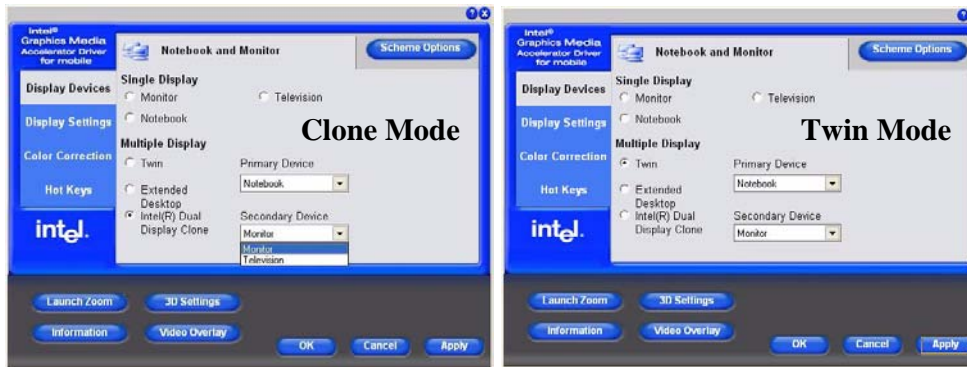 Intel®
Graphics Media
Accelerator Driver
for mobile
Notebook and Monitor
Scheme Options
Display Devices
Display Settings
Color Correction
Hot Keys
intel.
Single Display
Monitor
Television
Notebook
Clone Mode
Multiple Display
Twin
Primary Device
Notebook
Extended
Desktop
Intel(R) Dual
Display Clone
Secondary Device
Monitor
Monitor
Television
Launch Zoom
3D Settings
Information
Video Overlay
OK
Cancel
Apply
Intel®
Graphics Media
Accelerator Driver
for mobile
Notebook and Monitor
Scheme Options
Display Devices
Display Settings
Color Correction
Hot Keys
intel.
Single Display
Monitor
Television
Notebook
Twin Mode
Multiple Display
Twin
Primary Device
Notebook
Extended
Desktop
Intel(R) Dual
Display Clone
Secondary Device
Monitor
Launch Zoom
3D Settings
Information
Video Overlay
OK
Cancel
Apply